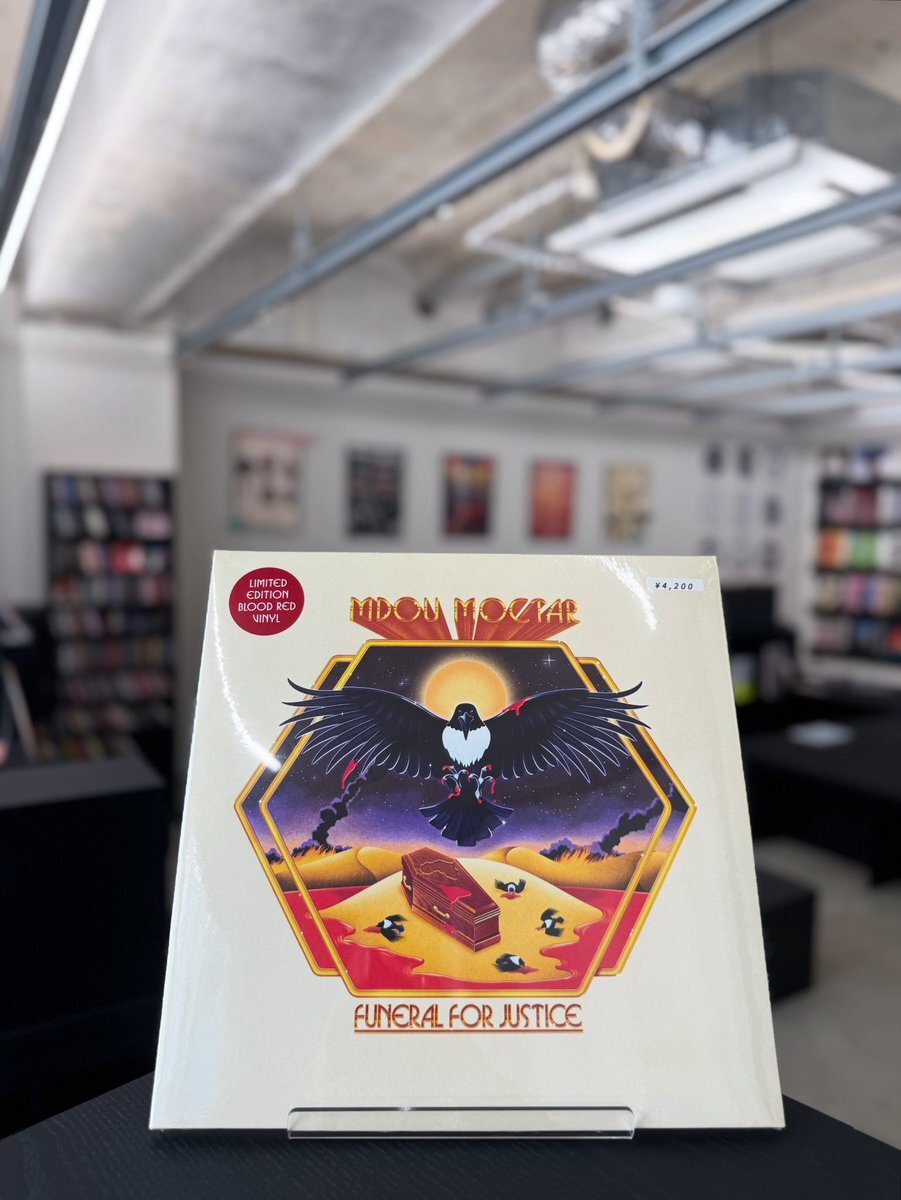 LIMITED
EDITION
BLOOD RED
VINYL
¥4,200
MDOU MOCTAR
FUNERAL FOR JUSTICE